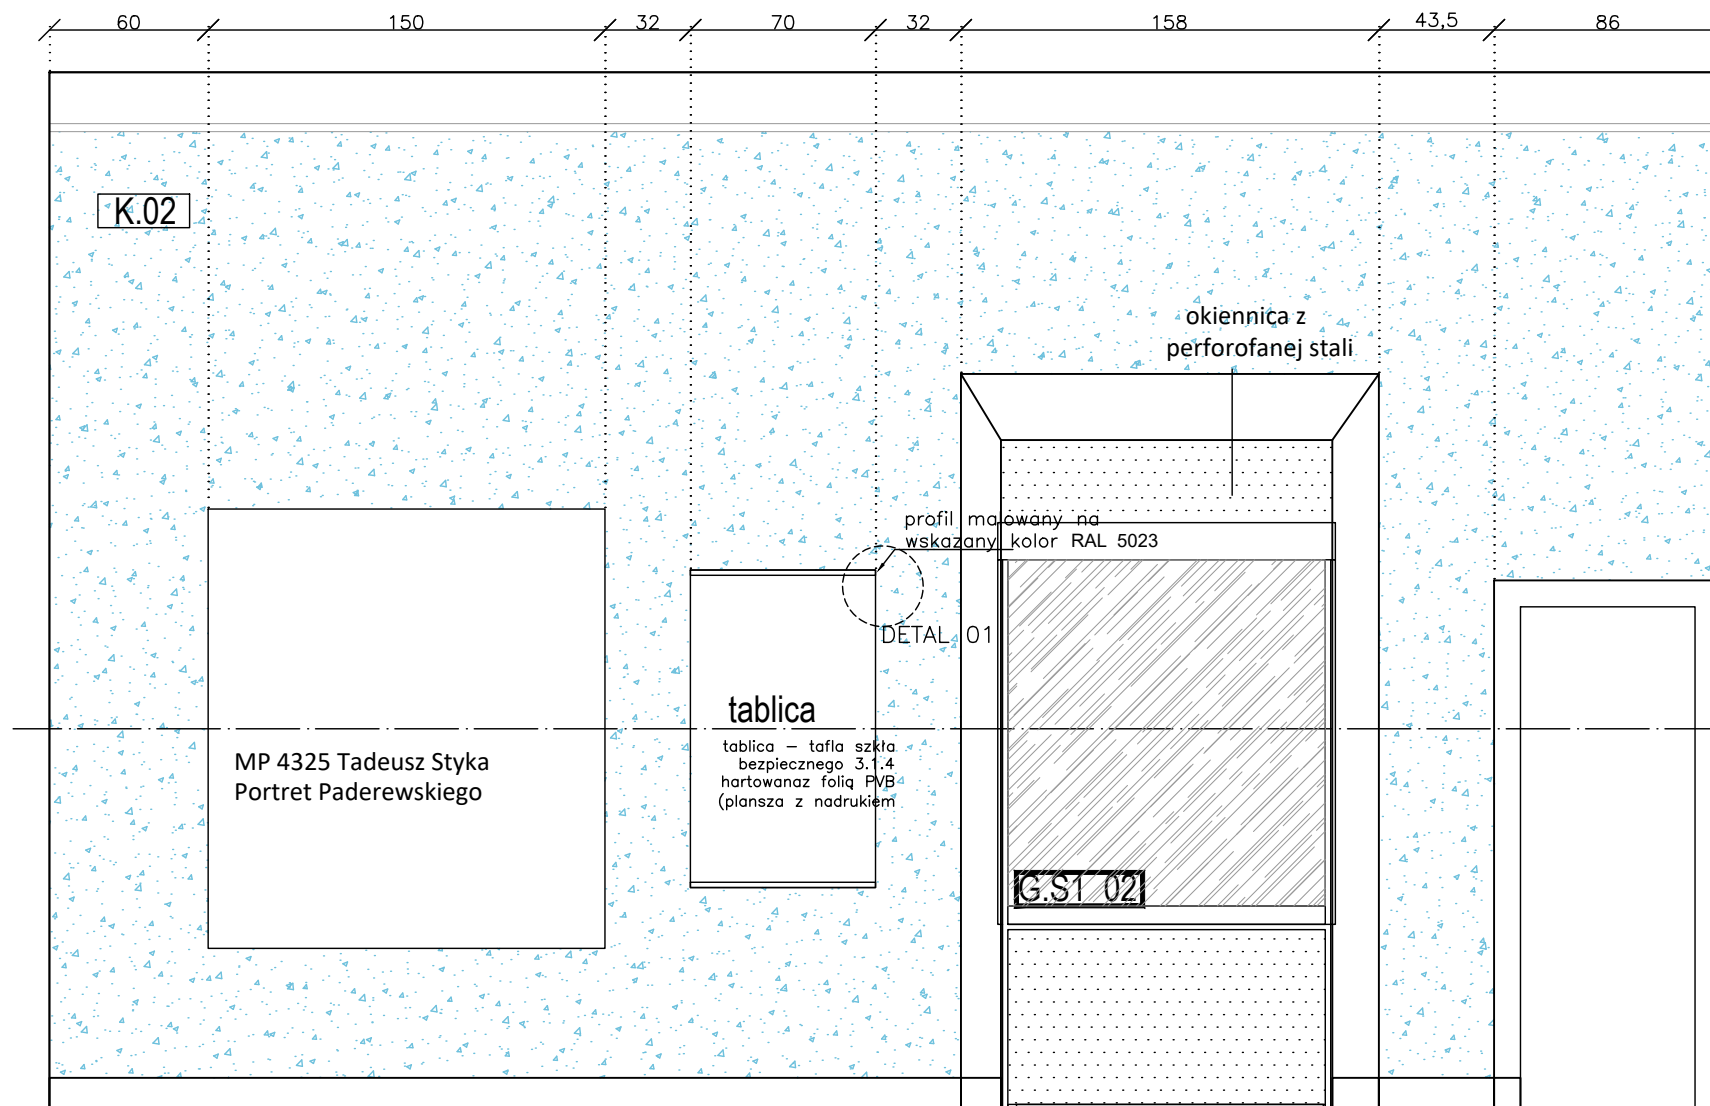 60 150 32 70 32 158 43,5 86
K.02
okiennica z
perforofanej stali
profil malowany na
wskazany kolor RAL 5023
DETAL 01
tablica
tablica – tafla szkła
bezpiecznego 3.1.4
hartowanaz folią PVB
(plansza z nadrukiem
MP 4325 Tadeusz Styka
Portret Paderewskiego
G.S1_02